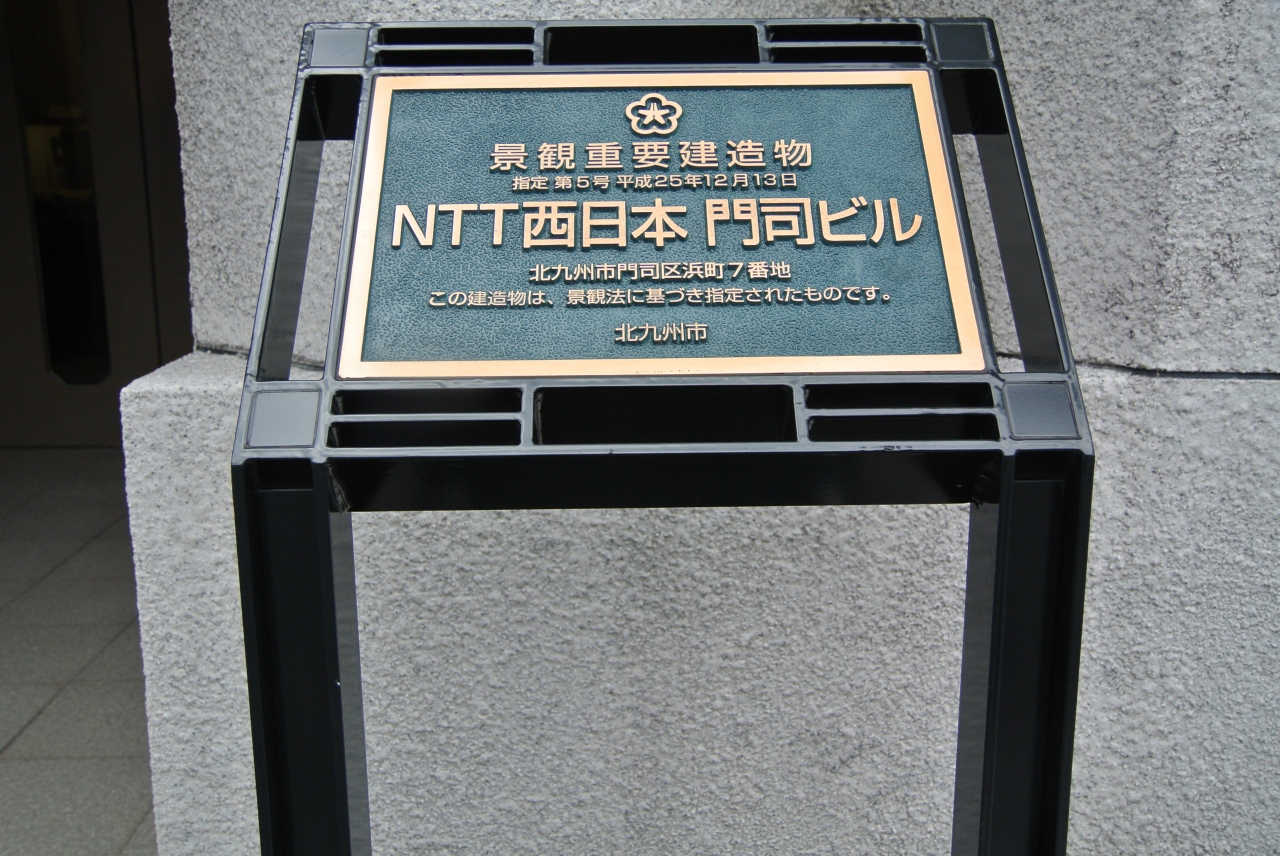 景観重要建造物
指定 第5号 平成25年12月13日
NTT西日本 門司ビル
北九州市門司区浜町7番地
この建造物は、景観法に基づき指定されたものです。
北九州市